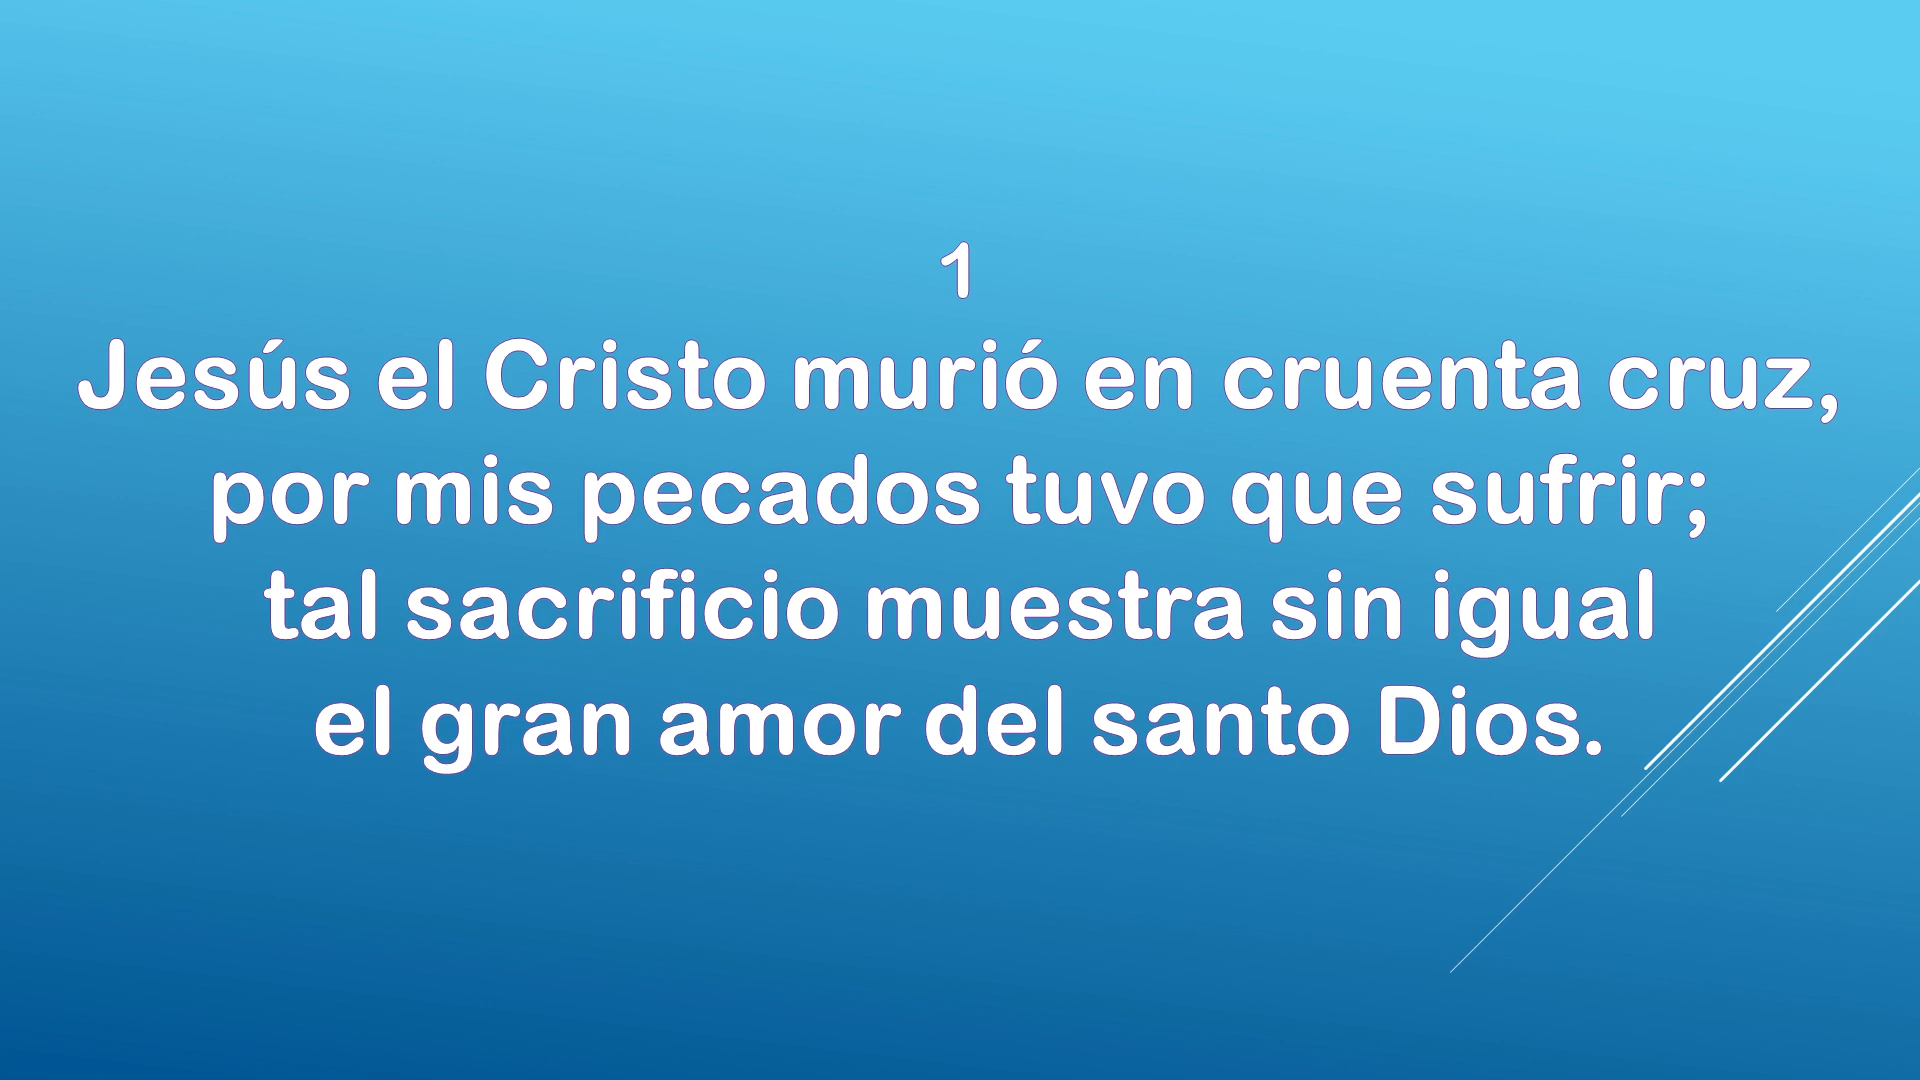 1
Jesús el Cristo murió en cruenta cruz,
por mis pecados tuvo que sufrir;
tal sacrificio muestra sin igual
el gran amor del santo Dios.